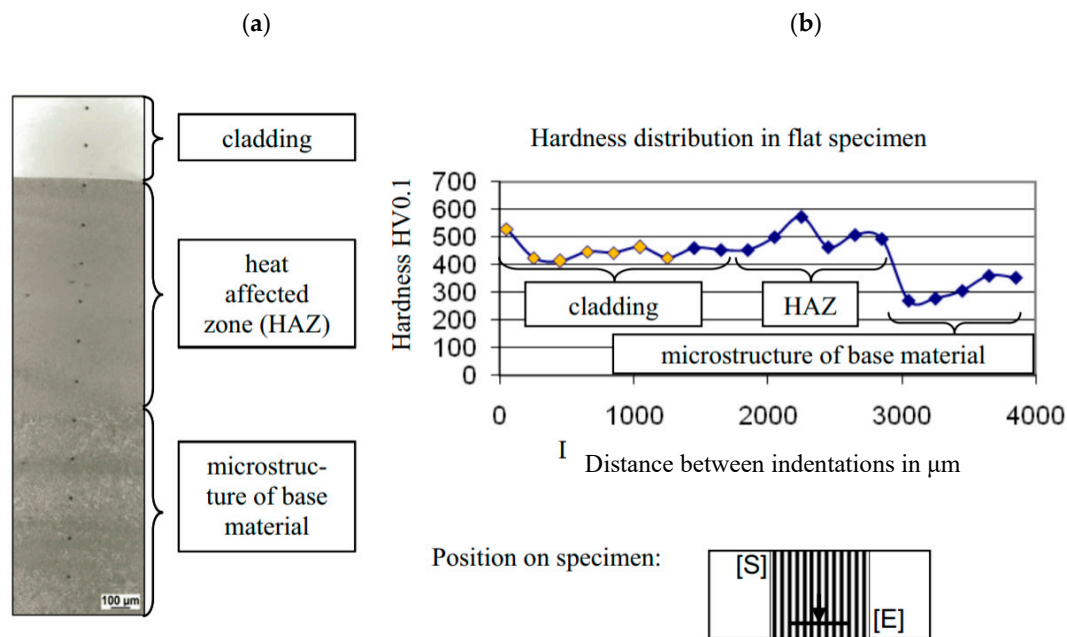 (a)
(b)
cladding
heat
affected
zone (HAZ)
microstruc-
ture of base
material
100 µm
Hardness distribution in flat specimen
Hardness HV0.1
700
600
500
400
300
200
100
0
cladding
HAZ
microstructure of base material
0 1000 2000 3000 4000
I
Distance between indentations in µm
Position on specimen:
[S]
[E]